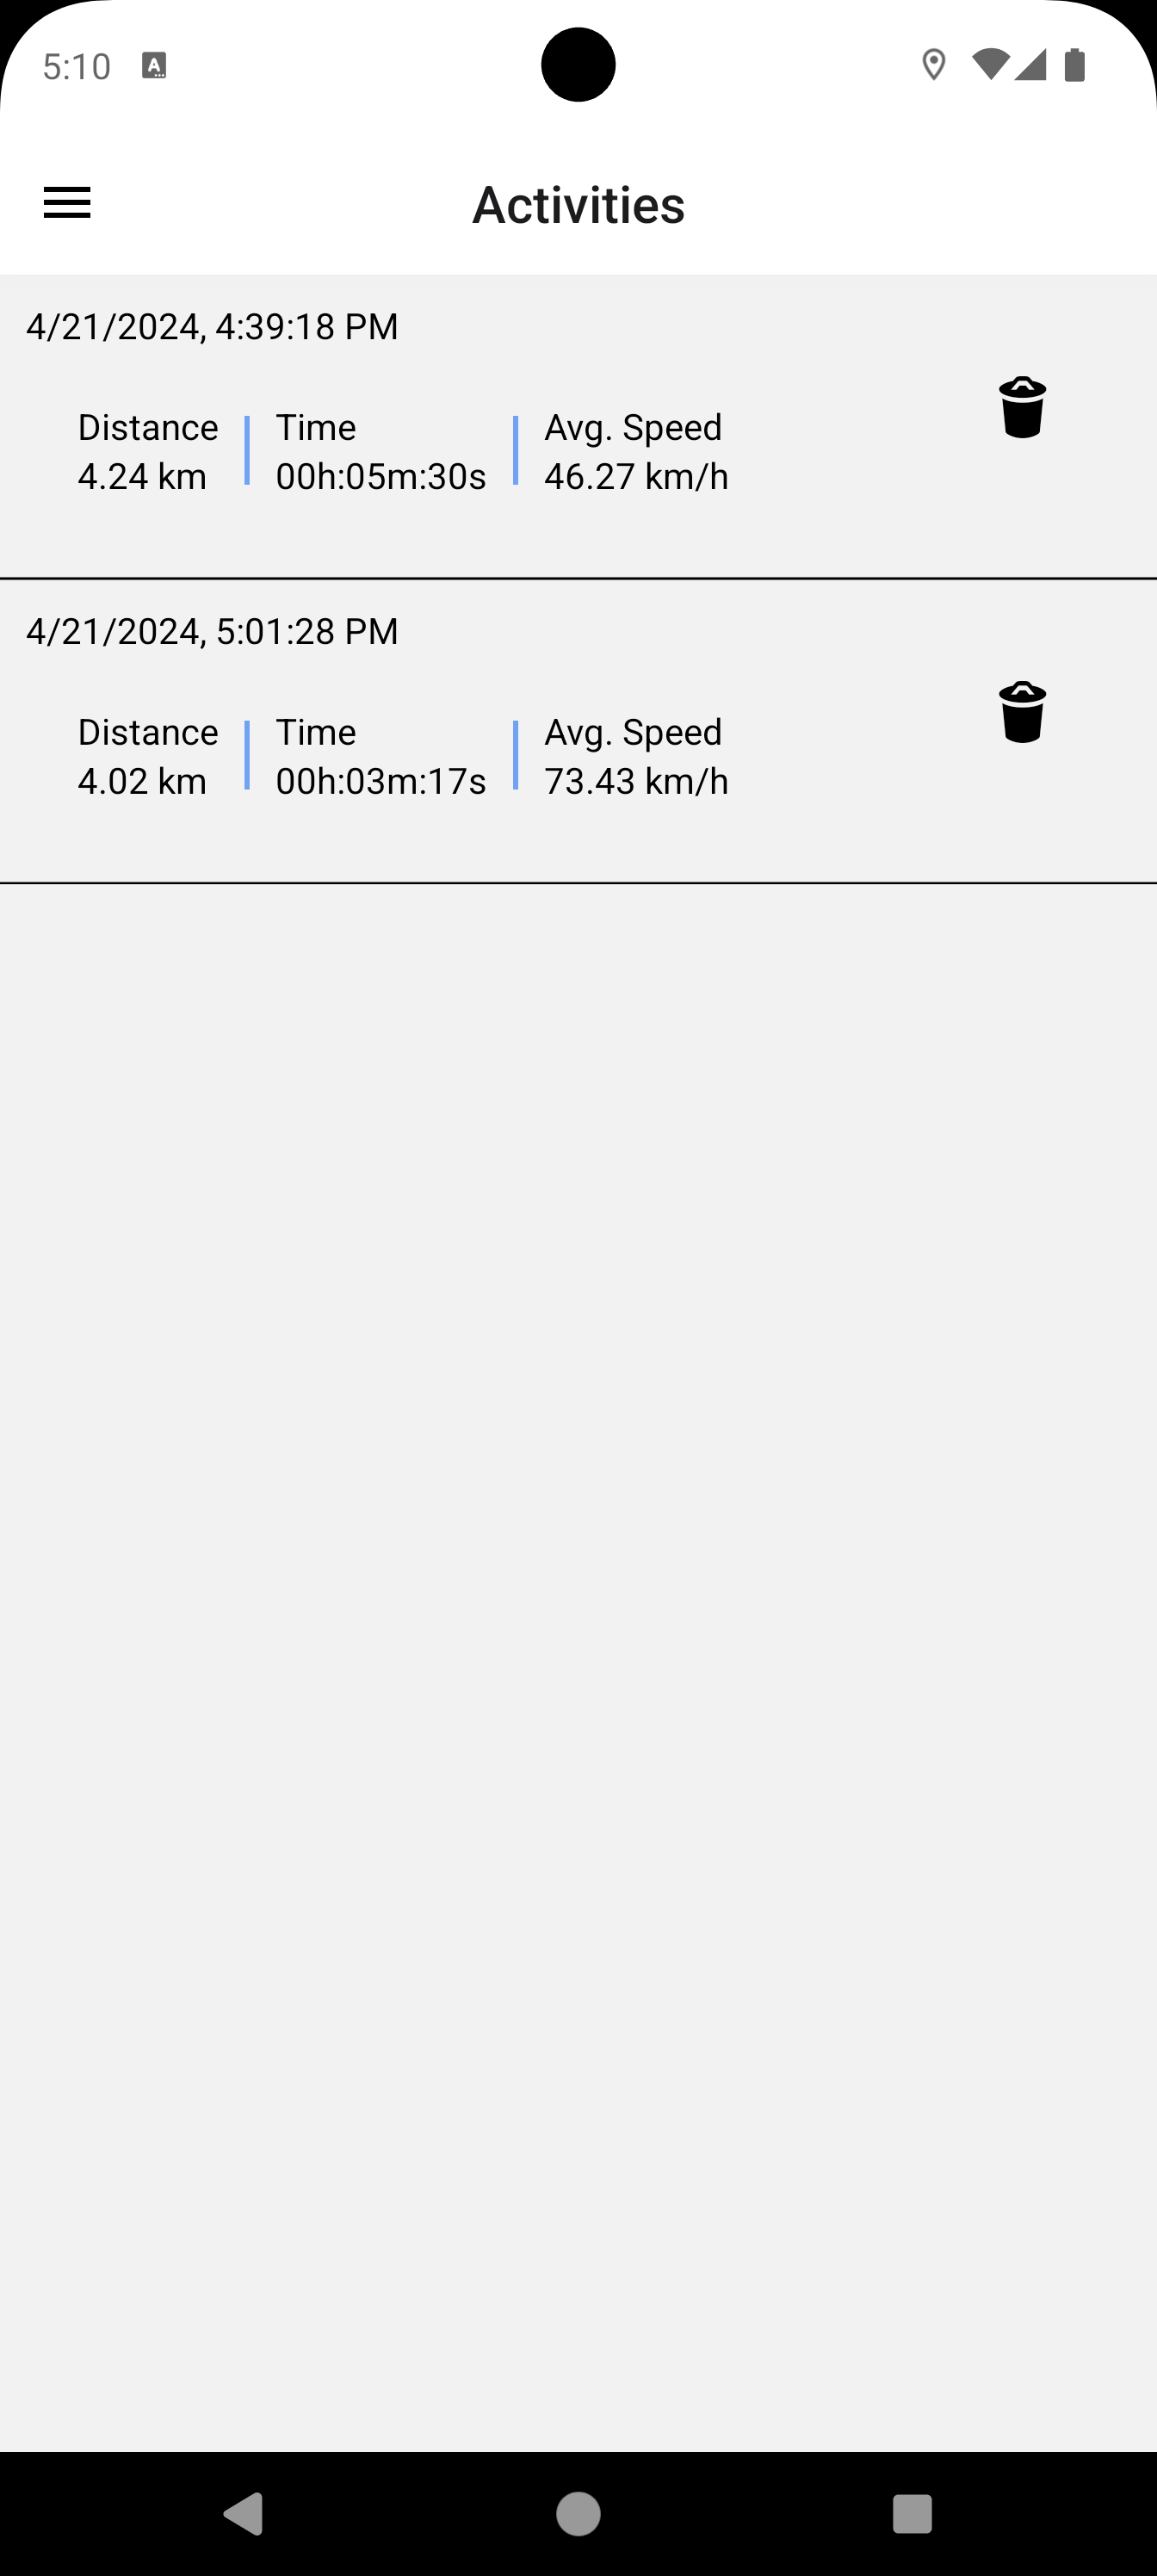 5:10
Activities
4/21/2024, 4:39:18 PM
Distance
4.24 km
Time
00h:05m:30s
Avg. Speed
46.27 km/h
4/21/2024, 5:01:28 PM
Distance
4.02 km
Time
00h:03m:17s
Avg. Speed
73.43 km/h